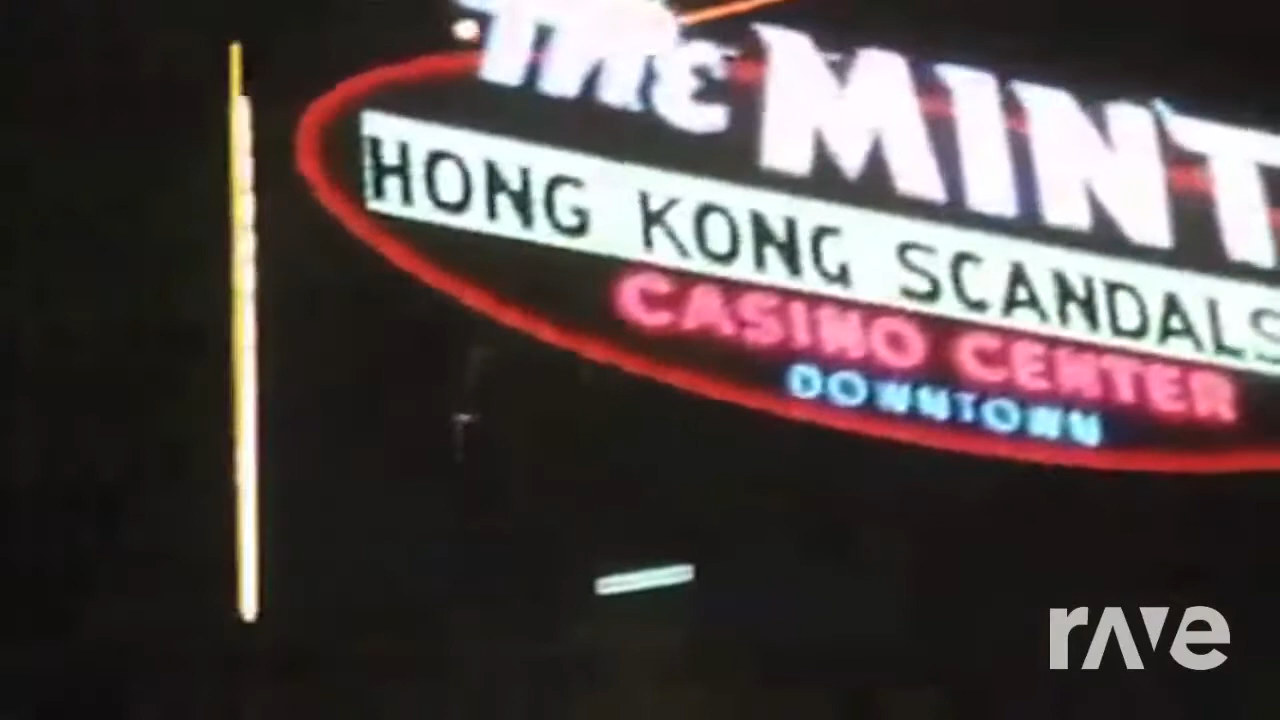 The MINT
HONG KONG SCANDALS
CASINO CENTER
DOWNTOWN
rave